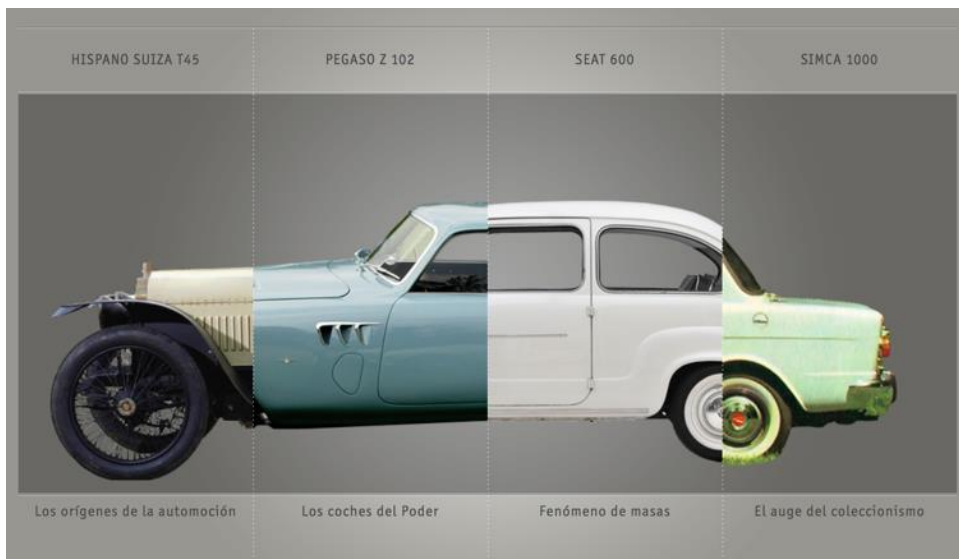 HISPANO SUIZA T45
PEGASO Z 102
SEAT 600
SIMCA 1000
Los orígenes de la automoción
Los coches del Poder
Fenómeno de masas
El auge del coleccionismo